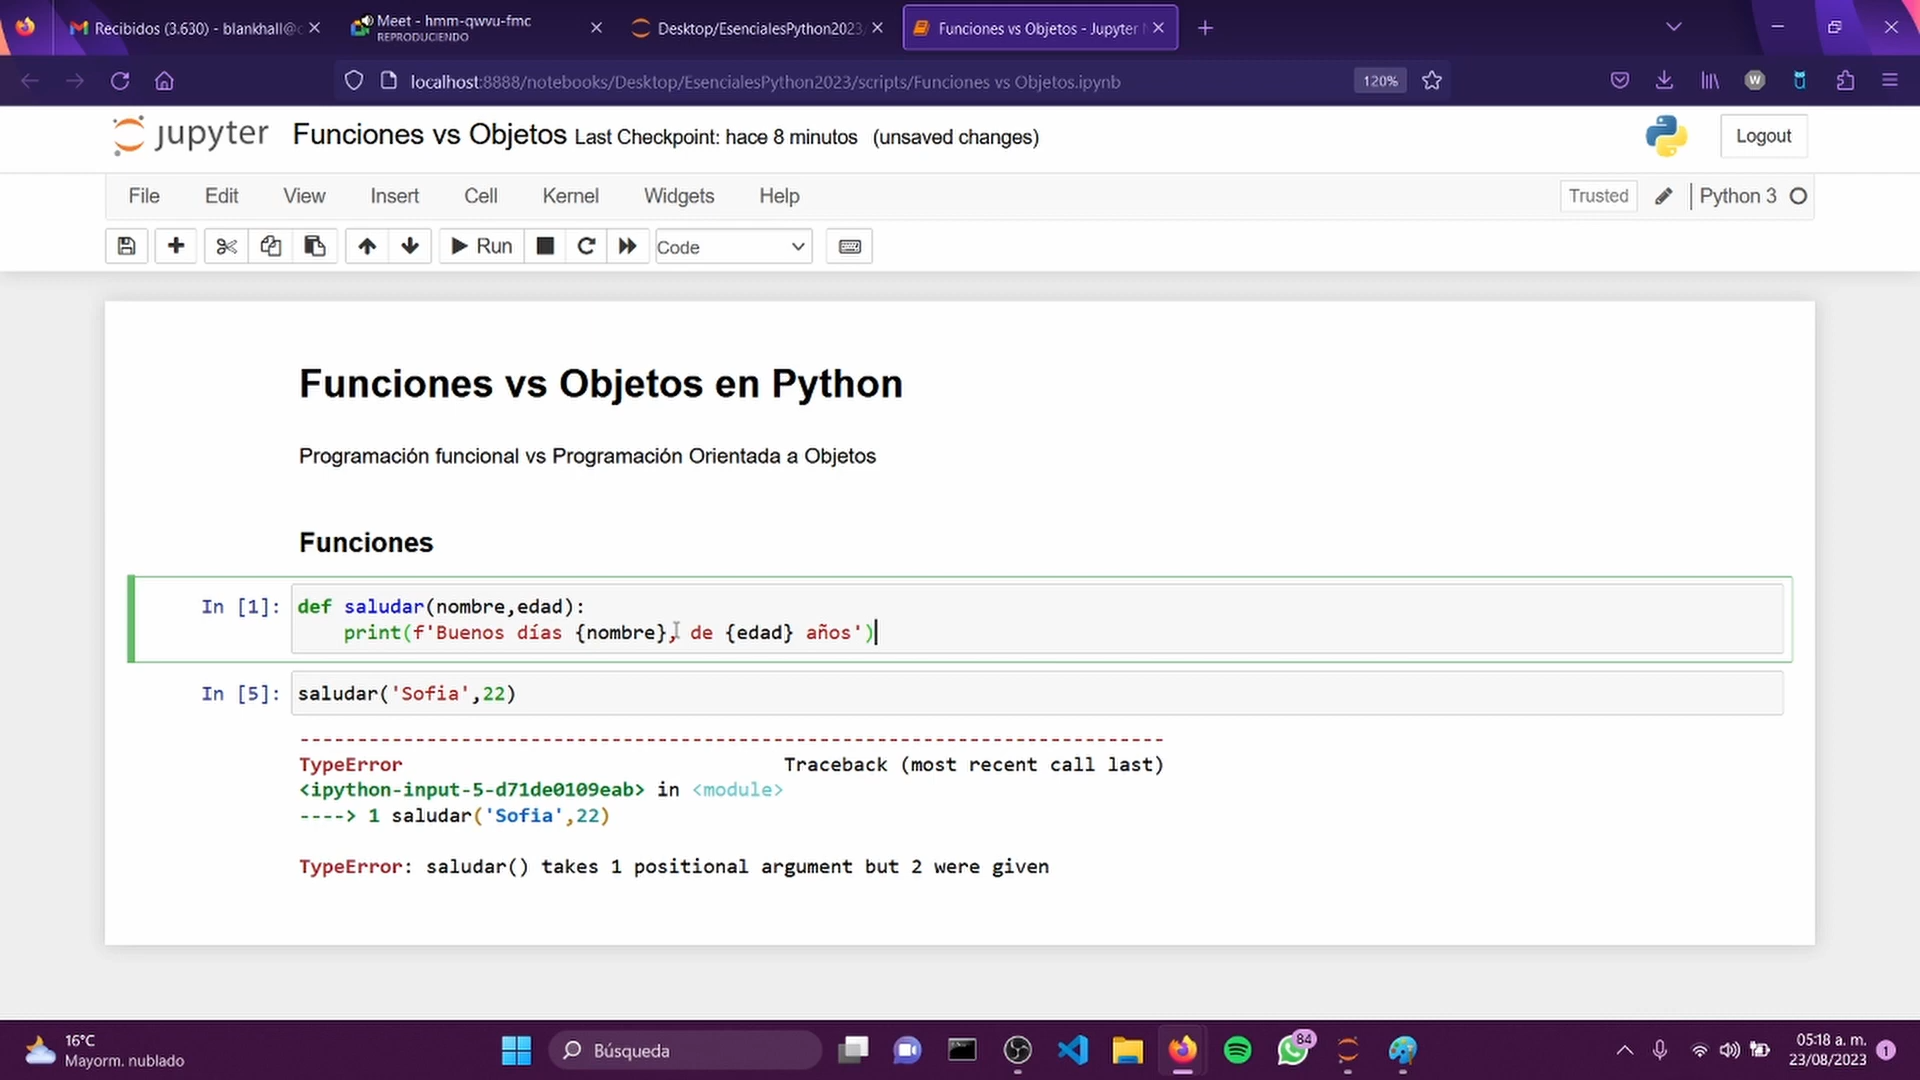 Recibidos (3.630) - blankhall@c
Meet - hmm-qwvu-fmc
REPRODUCIENDO
Desktop/EsencialesPython2023/
Funciones vs Objetos - Jupyter N
localhost:8888/notebooks/Desktop/EsencialesPython2023/scripts/Funciones vs Objetos.ipynb
120%
W
jupyter
Funciones vs Objetos Last Checkpoint: hace 8 minutos (unsaved changes)
Logout
File Edit View Insert Cell Kernel Widgets Help
Trusted
Python 3
Run
Code
Funciones vs Objetos en Python
Programación funcional vs Programación Orientada a Objetos
Funciones
In [1]: def saludar(nombre,edad):
print(f'Buenos días {nombre}, de {edad} años')
In [5]: saludar('Sofia',22)
---------------------------------------------------------------------------
TypeError Traceback (most recent call last)
<ipython-input-5-d71de0109eab> in <module>
----> 1 saludar('Sofia',22)
TypeError: saludar() takes 1 positional argument but 2 were given
16°C
Mayorm. nublado
Búsqueda
84
05:18 a. m.
23/08/2023
1